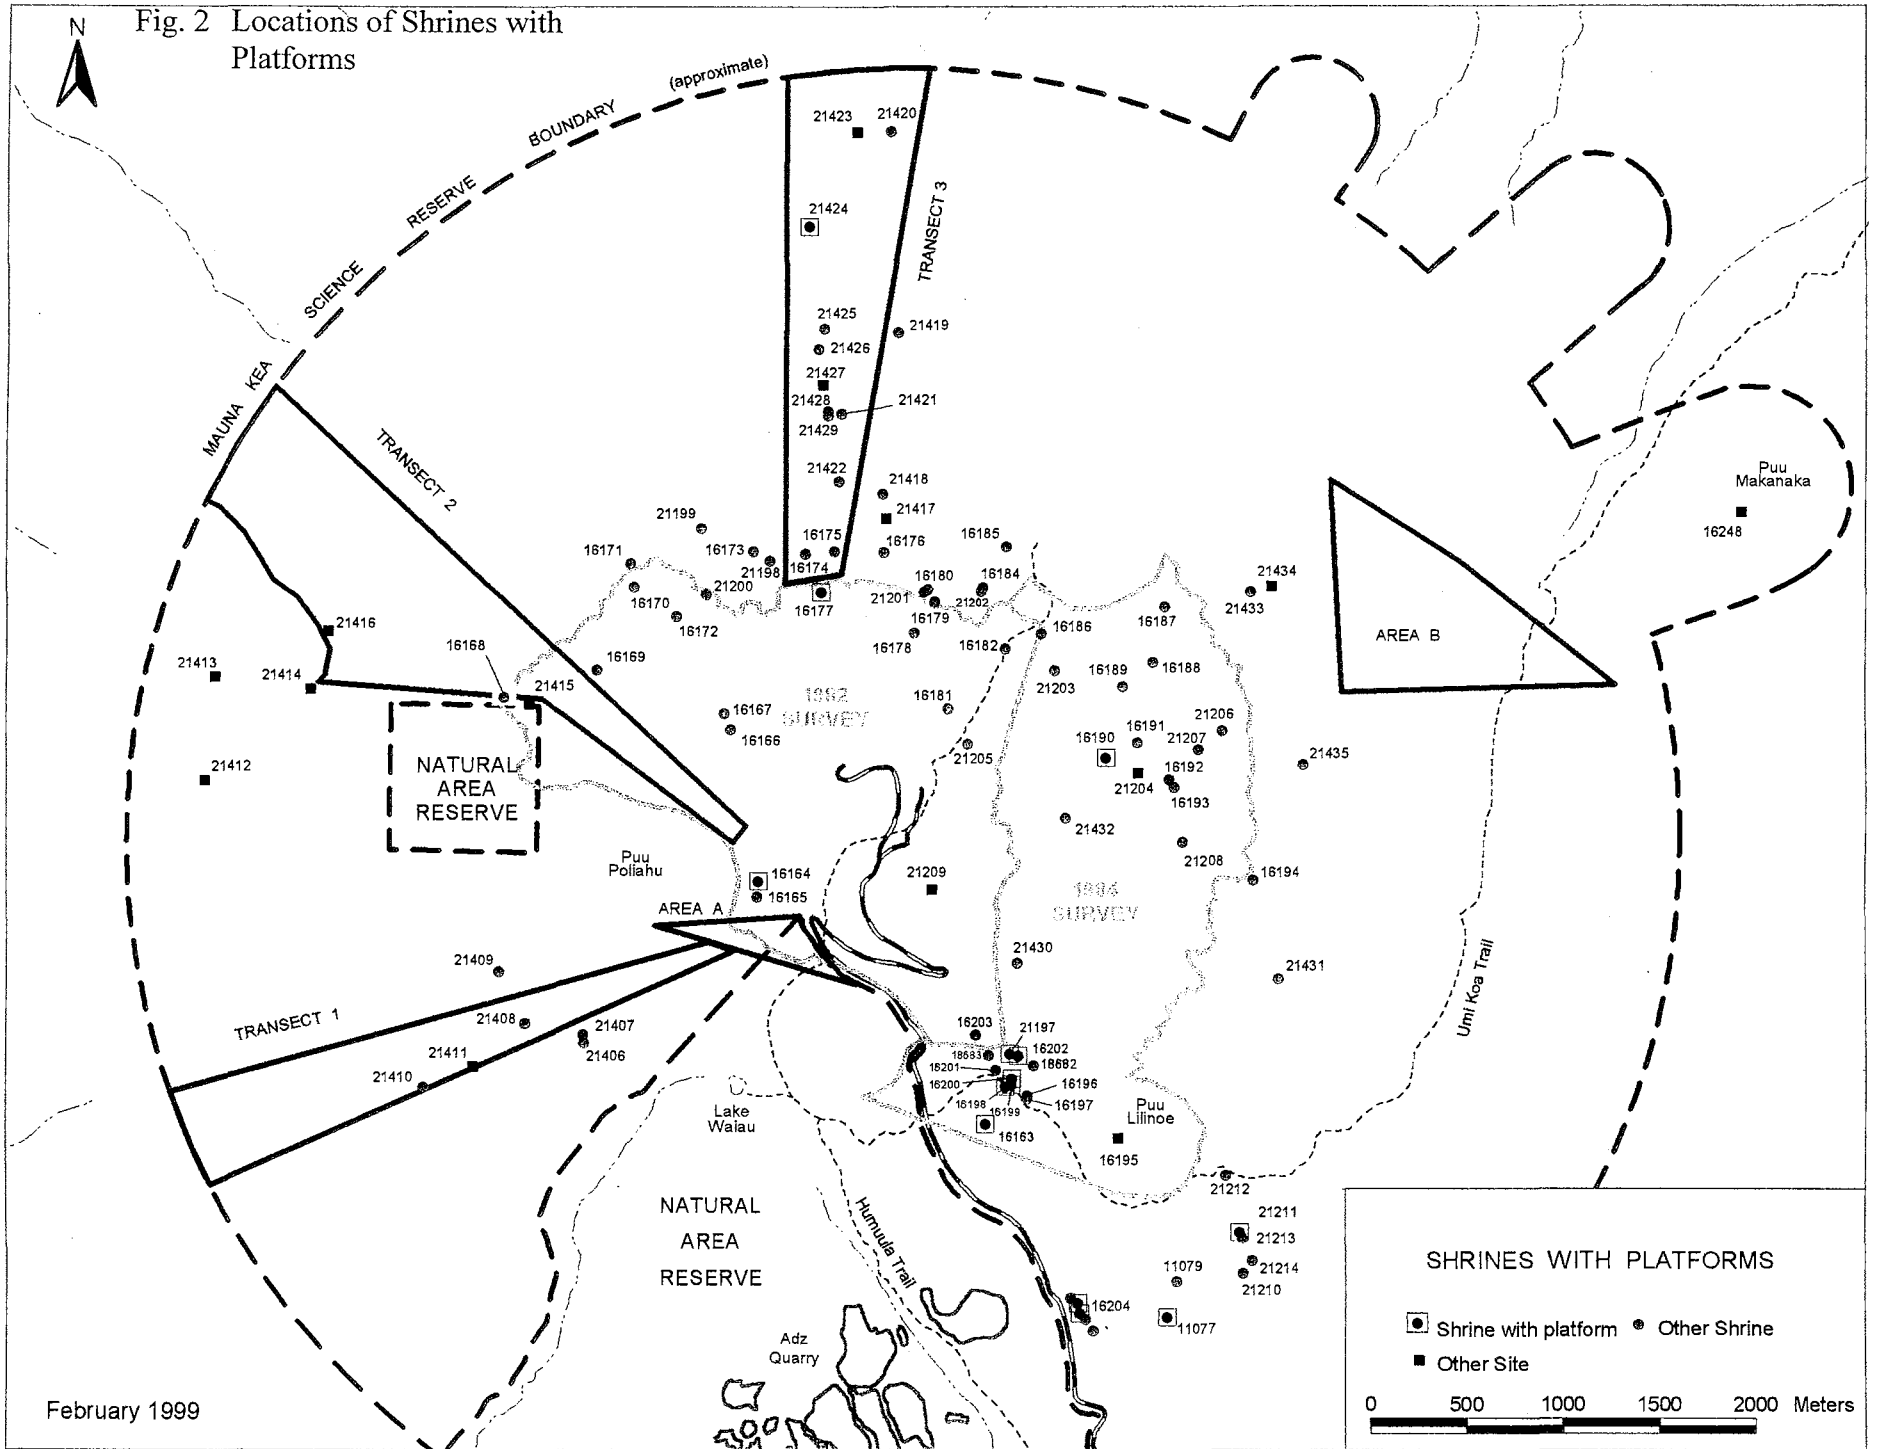 N
Fig. 2 Locations of Shrines with
Platforms
(approximate)
MAUNA KEA SCIENCE RESERVE BOUNDARY
21423
21420
21424
TRANSECT 3
21425
21419
21426
21427
21428
21421
21429
21422
21418
21417
TRANSECT 2
Puu
Makanaka
16248
21199
16175
16185
16171
16173
16176
21198
16174
21200
16180
16184
21434
16170
16177
21201
21202
21433
16179
16172
16186
16187
AREA B
21416
16168
16178
16182
21413
16169
21414
21415
21203
16189
16188
1982
SURVEY
16181
16167
16166
21206
16191
21207
16190
21205
21435
21412
NATURAL
AREA
RESERVE
16192
21204
16193
21432
21208
Puu
Poliahu
16164
21209
16194
16165
1984
SURVEY
AREA A
21430
21409
21431
TRANSECT 1
Umi Koa Trail
21408
21407
16203
21197
21406
16202
21411
18683
18682
16201
21410
16200
16196
16198
16199
16197
Lake
Waiau
Puu
Lilinoe
16163
16195
21212
NATURAL
AREA
RESERVE
Humuula Trail
21211
21213
11079
21214
21210
16204
11077
Adz
Quarry
SHRINES WITH PLATFORMS
Shrine with platform Other Shrine
Other Site
0 500 1000 1500 2000 Meters
February 1999